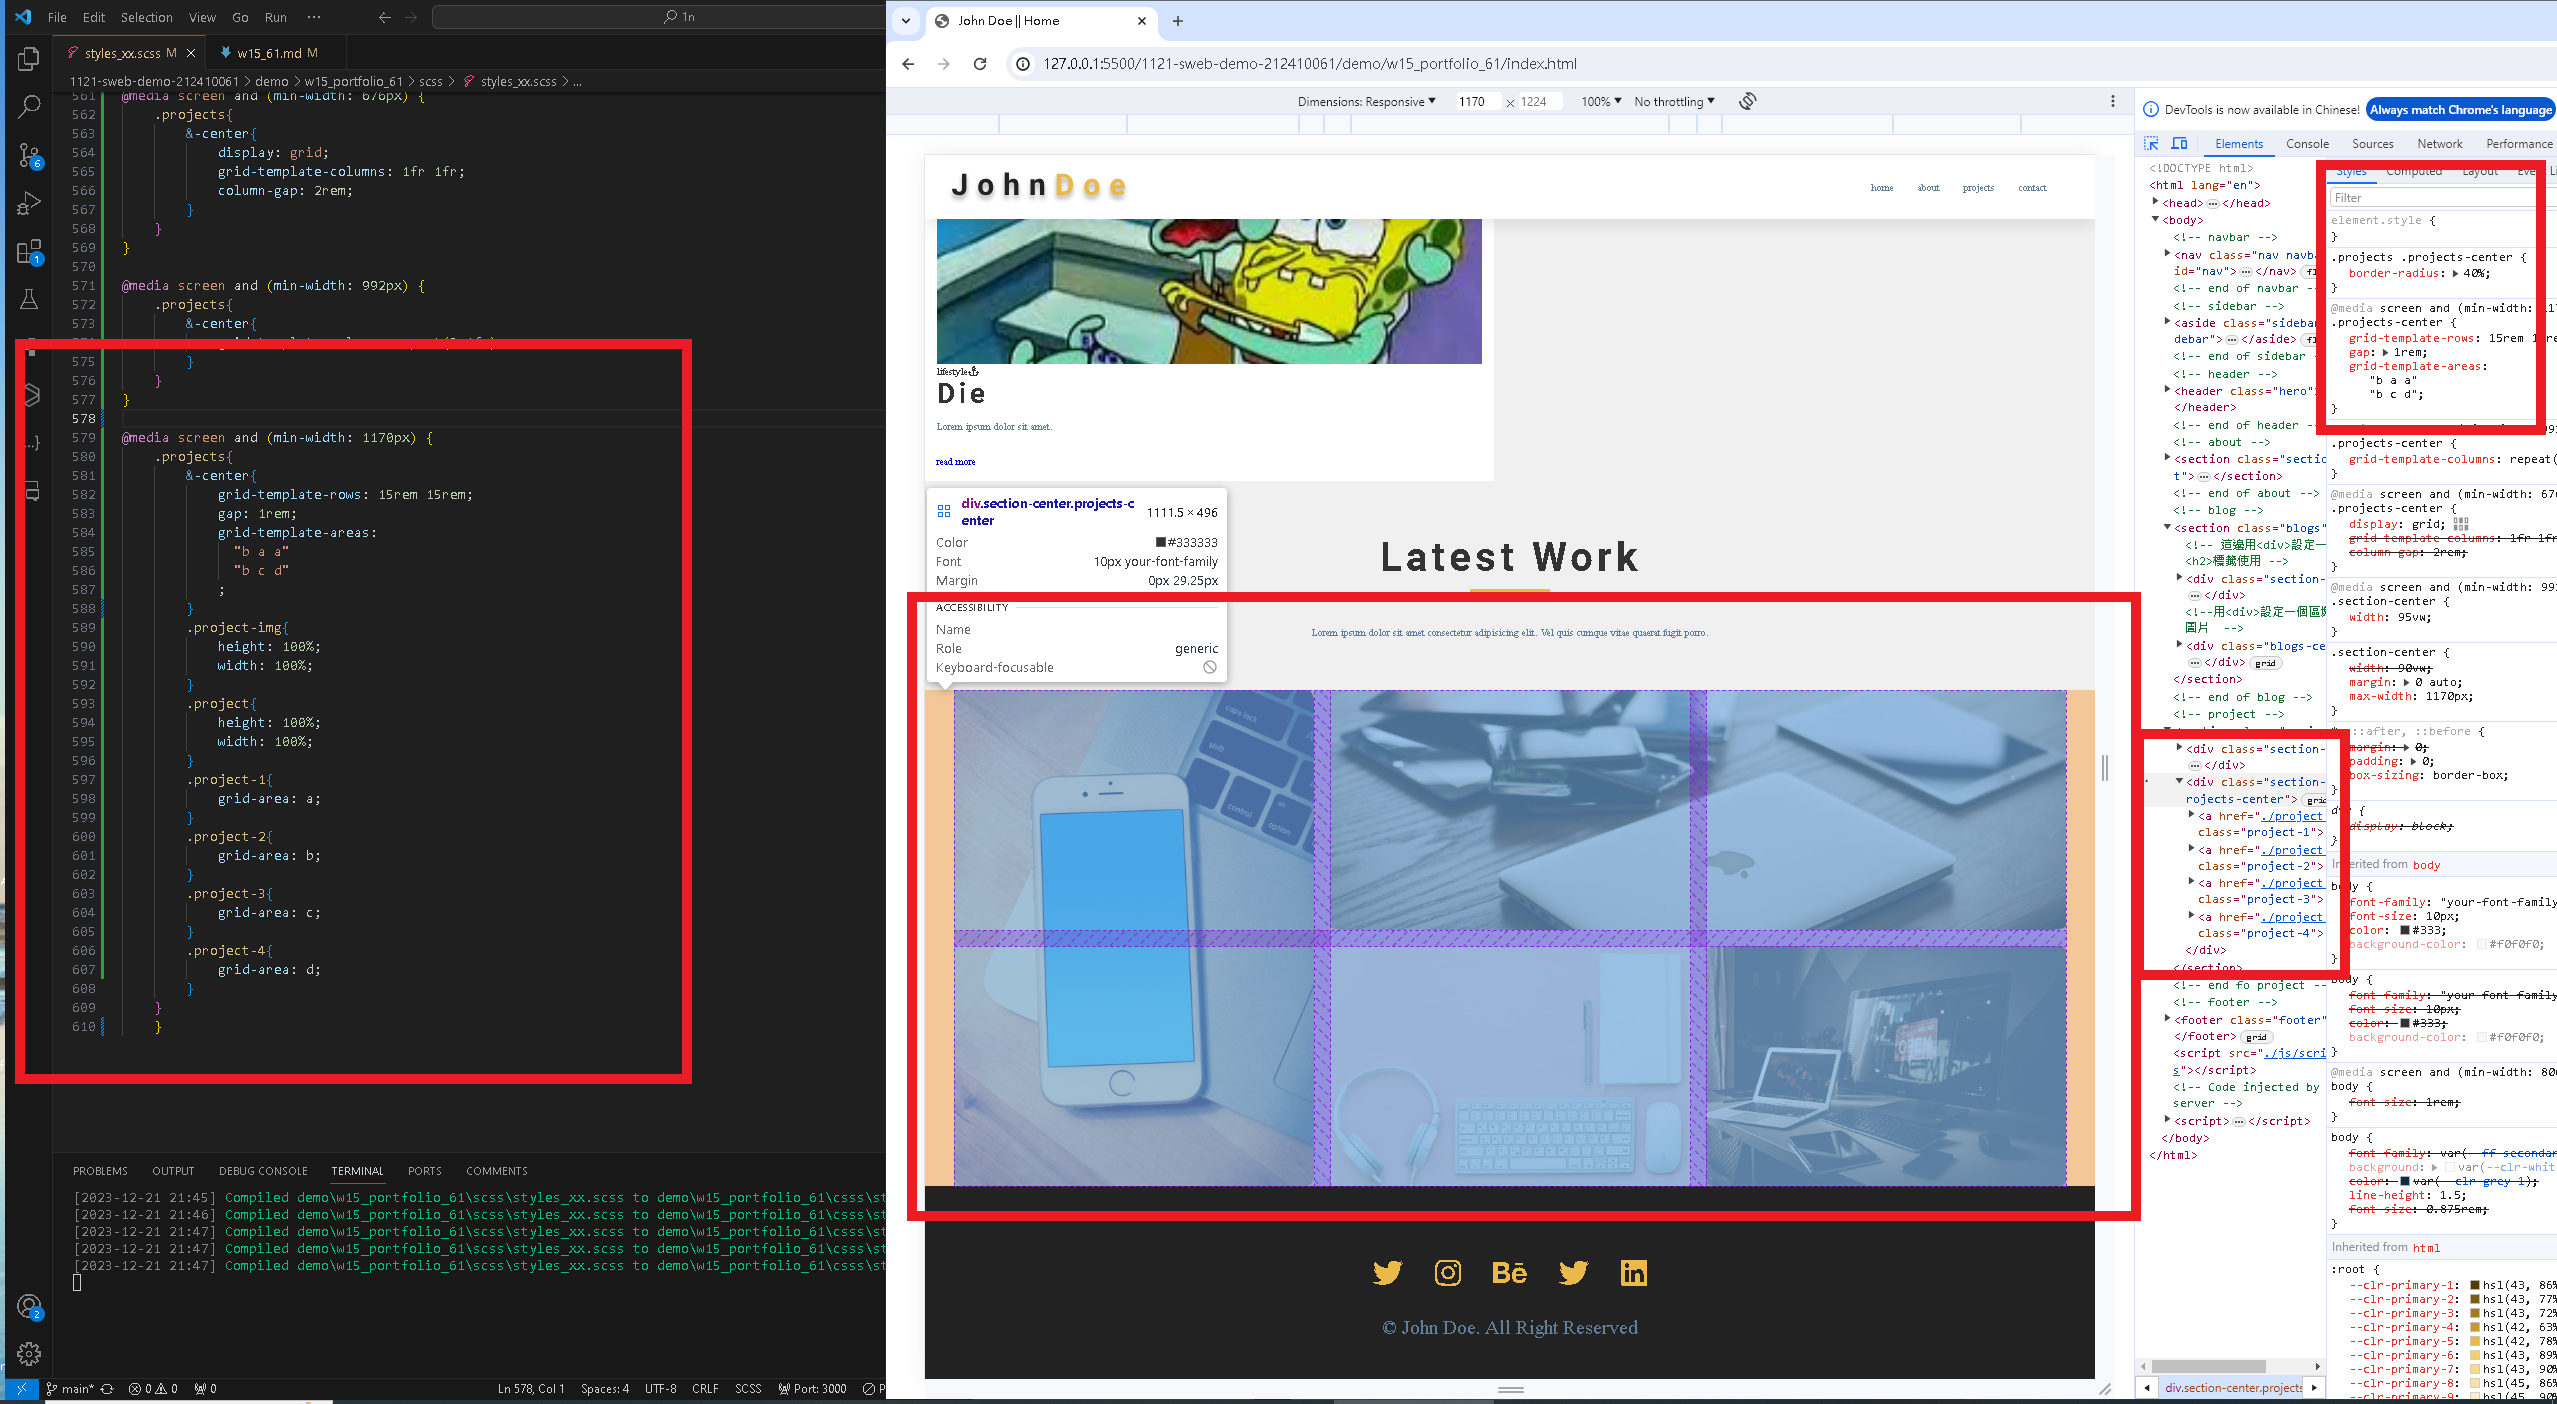 File Edit Selection View Go Run ··· 1n
styles_xx.scss M
w15_61.md M
1121-sweb-demo-212410061 > demo > w15_portfolio_61 > scss > styles_xx.scss > ...
561 @media screen and (min-width: 676px) {
562 .projects{
563 &-center{
564 display: grid;
565 grid-template-columns: 1fr 1fr;
566 column-gap: 2rem;
567 }
568 }
569 }
570
571 @media screen and (min-width: 992px) {
572 .projects{
573 &-center{
575 }
576 }
577 }
578
579 @media screen and (min-width: 1170px) {
580 .projects{
581 &-center{
582 grid-template-rows: 15rem 15rem;
583 gap: 1rem;
584 grid-template-areas:
585 "b a a"
586 "b c d"
587 ;
588 }
589 .project-img{
590 height: 100%;
591 width: 100%;
592 }
593 .project{
594 height: 100%;
595 width: 100%;
596 }
597 .project-1{
598 grid-area: a;
599 }
600 .project-2{
601 grid-area: b;
602 }
603 .project-3{
604 grid-area: c;
605 }
606 .project-4{
607 grid-area: d;
608 }
609 }
610 }
PROBLEMS OUTPUT DEBUG CONSOLE TERMINAL PORTS COMMENTS
[2023-12-21 21:45] Compiled demo\w15_portfolio_61\scss\styles_xx.scss to demo\w15_portfolio_61\csss\st
[2023-12-21 21:46] Compiled demo\w15_portfolio_61\scss\styles_xx.scss to demo\w15_portfolio_61\csss\st
[2023-12-21 21:47] Compiled demo\w15_portfolio_61\scss\styles_xx.scss to demo\w15_portfolio_61\csss\st
[2023-12-21 21:47] Compiled demo\w15_portfolio_61\scss\styles_xx.scss to demo\w15_portfolio_61\csss\st
[2023-12-21 21:47] Compiled demo\w15_portfolio_61\scss\styles_xx.scss to demo\w15_portfolio_61\csss\st
main* 0 0 0 Ln 578, Col 1 Spaces: 4 UTF-8 CRLF SCSS Port: 3000
John Doe || Home
127.0.0.1:5500/1121-sweb-demo-212410061/demo/w15_portfolio_61/index.html
Dimensions: Responsive 1170 × 1224 100% No throttling
JohnDoe
home about projects contact
lifestyle
Die
Lorem ipsum dolor sit amet.
read more
div.section-center.projects-c
enter 1111.5 × 496
Color #333333
Font 10px your-font-family
Margin 0px 29.25px
ACCESSIBILITY
Name
Role generic
Keyboard-focusable
Latest Work
Lorem ipsum dolor sit amet consectetur adipisicing elit. Vel quis cumque vitae quaerat fugit porro.
caps lock
shift
control
option
OPEN
Bē
© John Doe. All Right Reserved
DevTools is now available in Chinese! Always match Chrome's language
Elements Console Sources Network Performance
<!DOCTYPE html>
<html lang="en">
<head> </head>
<body>
<!-- navbar -->
<nav class="nav navb
id="nav"> </nav>
<!-- end of navbar --
<!-- sidebar -->
<aside class="sideba
debar"> </aside>
<!-- end of sidebar
<!-- header -->
<header class="hero"
</header>
<!-- end of header --
<!-- about -->
<section class="secti
t"> </section>
<!-- end of about -->
<!-- blog -->
<section class="blogs"
<!-- 這邊用<div>設定一
<h2>標籤使用 -->
<div class="section-
</div>
<!--用<div>設定一個區
圖片 -->
<div class="blogs-ce
</div> grid
</section>
<!-- end of blog -->
<!-- project -->
<div class="section-
</div>
<div class="section-
rojects-center">
<a href="./project
class="project-1">
<a href="./project
class="project-2">
<a href="./project
class="project-3">
<a href="./project
class="project-4">
</div>
</section>
<!-- end fo project --
<!-- footer -->
<footer class="footer"
</footer> grid
<script src="./js/scri
s"></script>
<!-- Code injected by
server -->
<script> </script>
</body>
</html>
div.section-center.projects
Styles Computed Layout
Filter
element.style {
}
.projects .projects-center {
border-radius: 40%;
}
@media screen and (min-width: 117
.projects-center {
grid-template-rows: 15rem 15re
gap: 1rem;
grid-template-areas:
"b a a"
"b c d";
}
.projects-center {
grid-template-columns: repeat(
}
@media screen and (min-width: 676
.projects-center {
display: grid;
grid-template-columns: 1fr 1fr
column-gap: 2rem;
}
@media screen and (min-width: 992
.section-center {
width: 95vw;
}
.section-center {
width: 90vw;
margin: 0 auto;
max-width: 1170px;
}
::after, ::before {
margin: 0;
padding: 0;
box-sizing: border-box;
}
div {
display: block;
}
Inherited from body
body {
font-family: "your-font-family
font-size: 10px;
color: #333;
background-color: #f0f0f0;
}
body {
font-family: "your-font-family
font-size: 10px;
color: #333;
background-color: #f0f0f0;
}
@media screen and (min-width: 800
body {
font-size: 1rem;
}
body {
font-family: var(--ff-secondar
background: var(--clr-whit
color: var(--clr-grey-1);
line-height: 1.5;
font-size: 0.875rem;
}
Inherited from html
:root {
--clr-primary-1: hsl(43, 86%
--clr-primary-2: hsl(43, 77%
--clr-primary-3: hsl(43, 72%
--clr-primary-4: hsl(42, 63%
--clr-primary-5: hsl(42, 78%
--clr-primary-6: hsl(43, 89%
--clr-primary-7: hsl(43, 90%
--clr-primary-8: hsl(45, 86%
--clr-primary-9: hsl(45, 90%